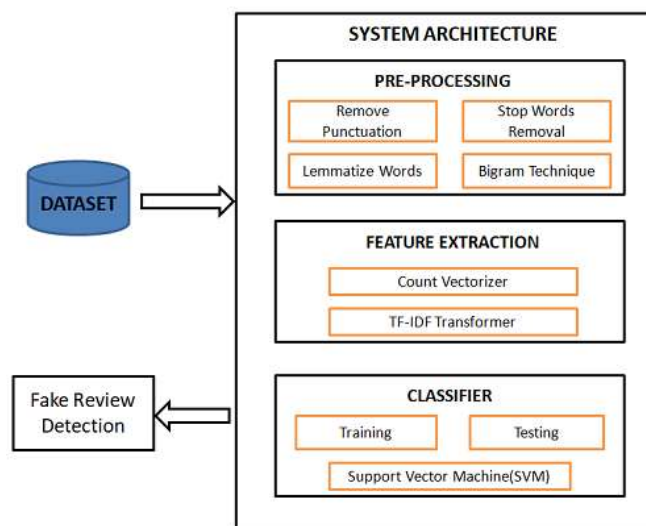 SYSTEM ARCHITECTURE
PRE-PROCESSING
Remove
Punctuation
Stop Words
Removal
Lemmatize Words
Bigram Technique
DATASET
FEATURE EXTRACTION
Count Vectorizer
TF-IDF Transformer
CLASSIFIER
Training
Testing
Support Vector Machine(SVM)
Fake Review
Detection